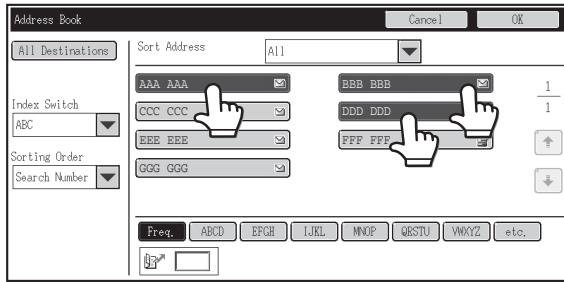 Address Book
Cancel
OK
All Destinations
Sort Address
All
Index Switch
ABC
Sorting Order
Search Number
AAA AAA
BBB BBB
CCC CCC
DDD DDD
EEE EEE
FFF FFF
GGG GGG
1
1
Freq.
ABCD
EFGH
IJKL
MNOP
QRSTU
VWXYZ
etc.